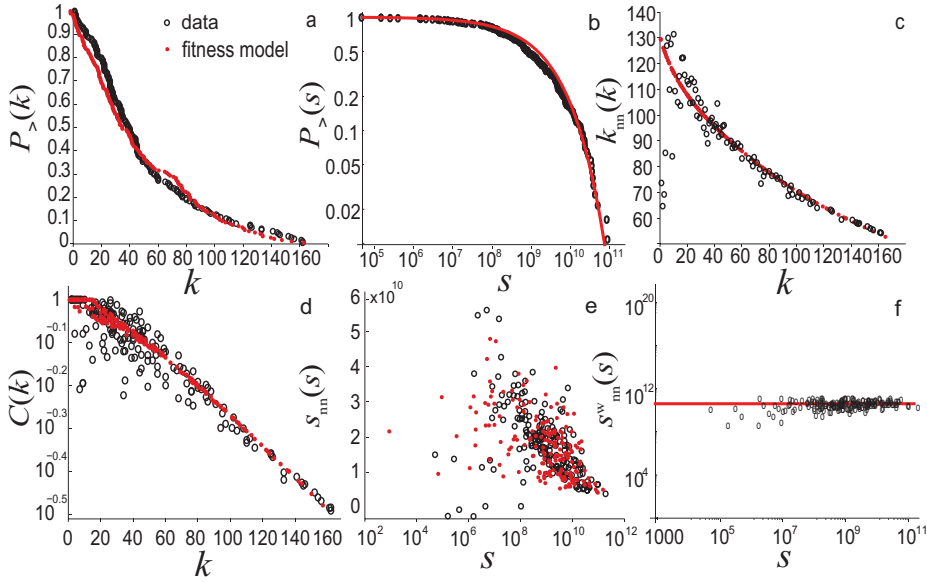 a
data
fitness model
P>(k)
1
0.9
0.8
0.7
0.6
0.5
0.4
0.3
0.2
0.1
0
0 20 40 60 80 100 120 140 160
k
b
P>(s)
1
0.5
0.2
0.1
0.05
0.02
10^5 10^6 10^7 10^8 10^9 10^10 10^11
s
c
k_nn(k)
140
130
120
110
100
90
80
70
60
0 20 40 60 80 100 120 140 160
k
d
C(k)
1
10^-0.1
10^-0.2
10^-0.3
10^-0.4
10^-0.5
0 20 40 60 80 100 120 140 160
k
e
x10^10
s_nn(s)
5
4
3
2
1
0
10^2 10^4 10^6 10^8 10^10 10^12
s
f
s^w_nn(s)
10^20
10^12
10^4
1000 10^5 10^7 10^9 10^11
s